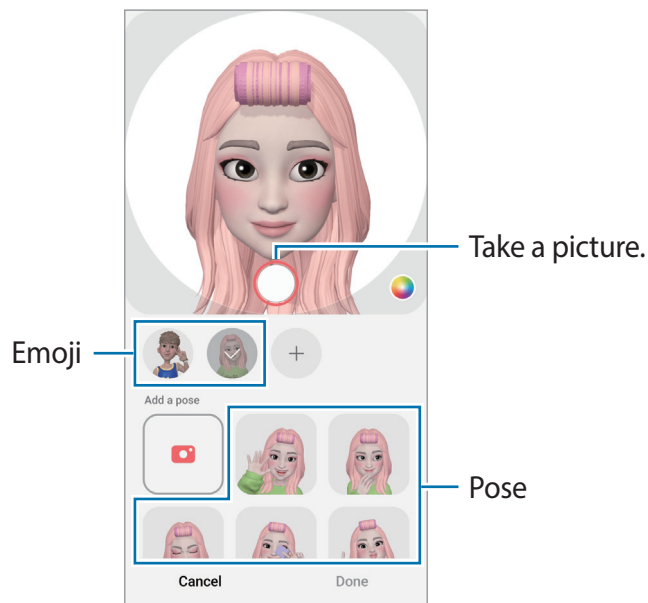 Take a picture.
Emoji
Add a pose
Pose
Cancel
Done